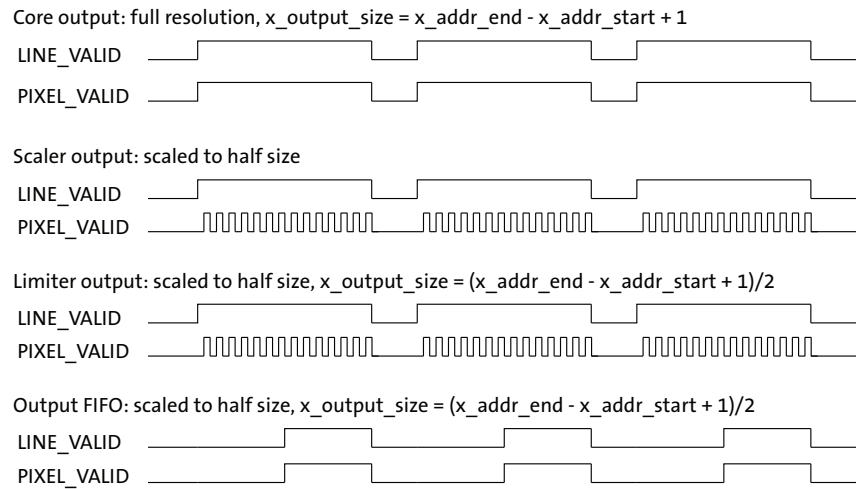 Core output: full resolution, x_output_size = x_addr_end - x_addr_start + 1
LINE_VALID
PIXEL_VALID
Scaler output: scaled to half size
LINE_VALID
PIXEL_VALID
Limiter output: scaled to half size, x_output_size = (x_addr_end - x_addr_start + 1)/2
LINE_VALID
PIXEL_VALID
Output FIFO: scaled to half size, x_output_size = (x_addr_end - x_addr_start + 1)/2
LINE_VALID
PIXEL_VALID